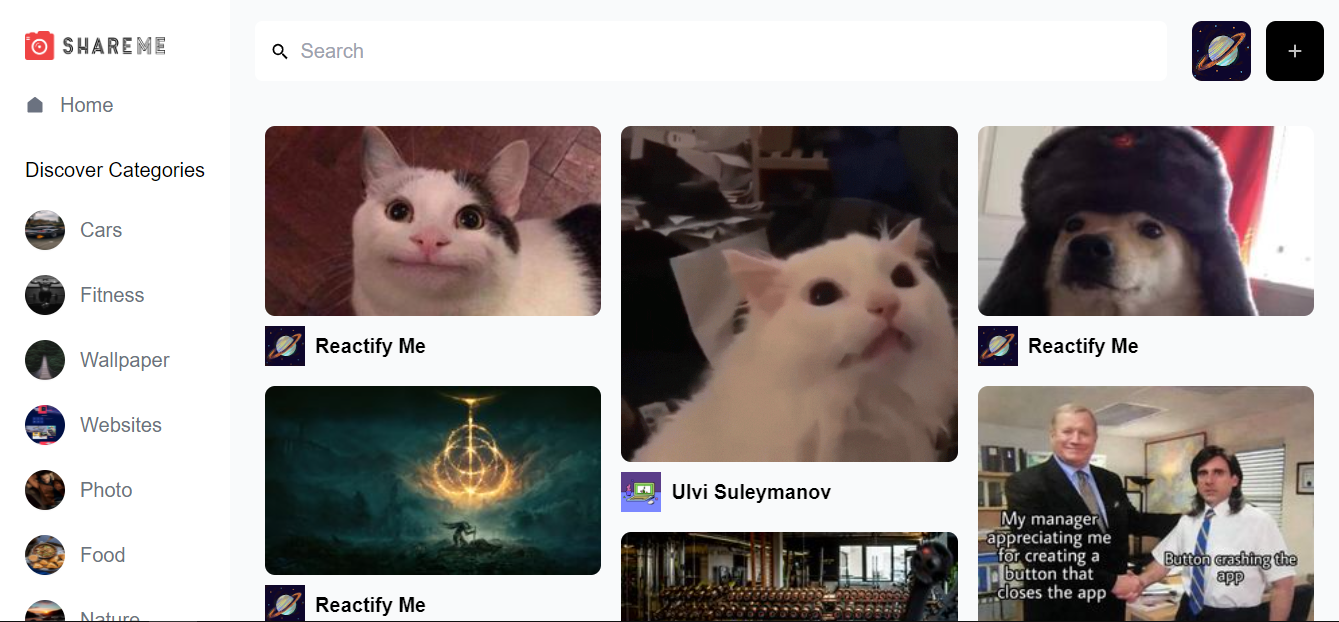 SHAREME
Search
+
Home
Discover Categories
Cars
Fitness
Wallpaper
Websites
Photo
Food
Nature
Reactify Me
Ulvi Suleymanov
Reactify Me
Reactify Me
My manager
appreciating me
for creating a
button that
closes the app
Button crashing the
app